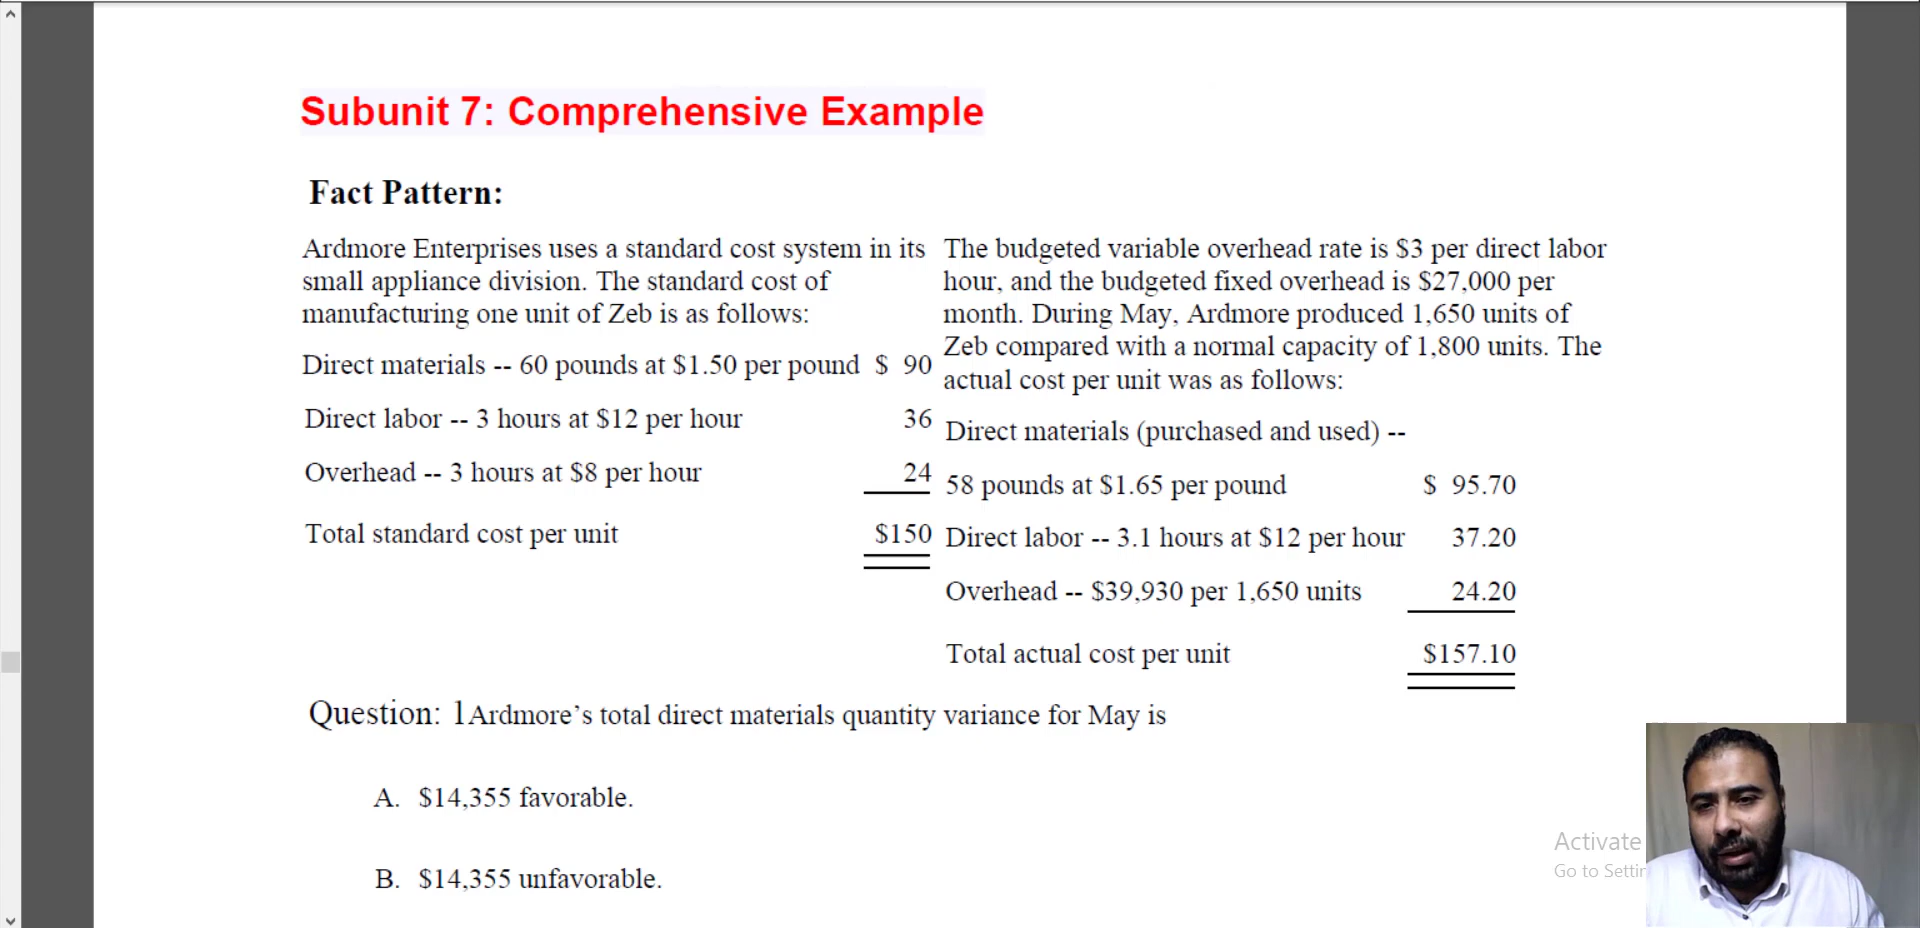 Subunit 7: Comprehensive Example
Fact Pattern:
Ardmore Enterprises uses a standard cost system in its
small appliance division. The standard cost of
manufacturing one unit of Zeb is as follows:
Direct materials -- 60 pounds at $1.50 per pound $ 90
Direct labor -- 3 hours at $12 per hour 36
Overhead -- 3 hours at $8 per hour 24
Total standard cost per unit $150
The budgeted variable overhead rate is $3 per direct labor
hour, and the budgeted fixed overhead is $27,000 per
month. During May, Ardmore produced 1,650 units of
Zeb compared with a normal capacity of 1,800 units. The
actual cost per unit was as follows:
Direct materials (purchased and used) --
58 pounds at $1.65 per pound $ 95.70
Direct labor -- 3.1 hours at $12 per hour 37.20
Overhead -- $39,930 per 1,650 units 24.20
Total actual cost per unit $157.10
Question: 1 Ardmore’s total direct materials quantity variance for May is
A. $14,355 favorable.
B. $14,355 unfavorable.
Activate
Go to Settin